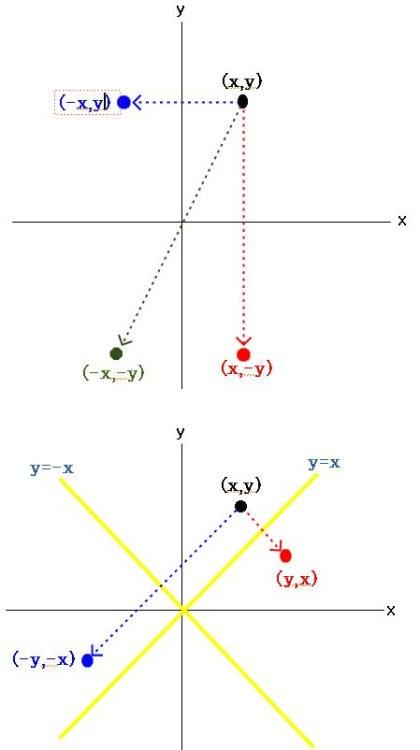 y
(x,y)
(-x,y)
x
(-x,-y)
(x,-y)
y
y=-x
y=x
(x,y)
(y,x)
x
(-y,-x)